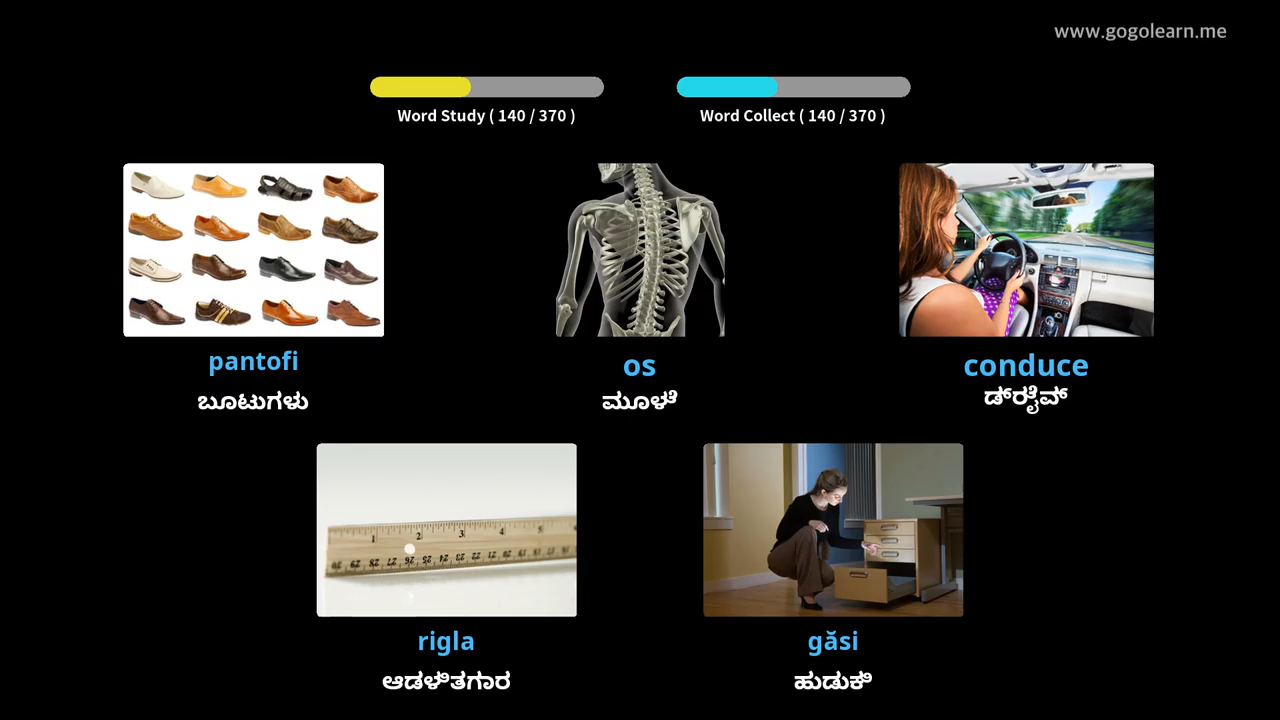 www.gogolearn.me
Word Study ( 140 / 370 )
Word Collect ( 140 / 370 )
pantofi
ಬೂಟುಗಳು
os
ಮೂಳೆ
conduce
ಡ್ರೈವ್
rigla
ಆಡಳಿತಗಾರ
găsi
ಹುಡುಕಿ